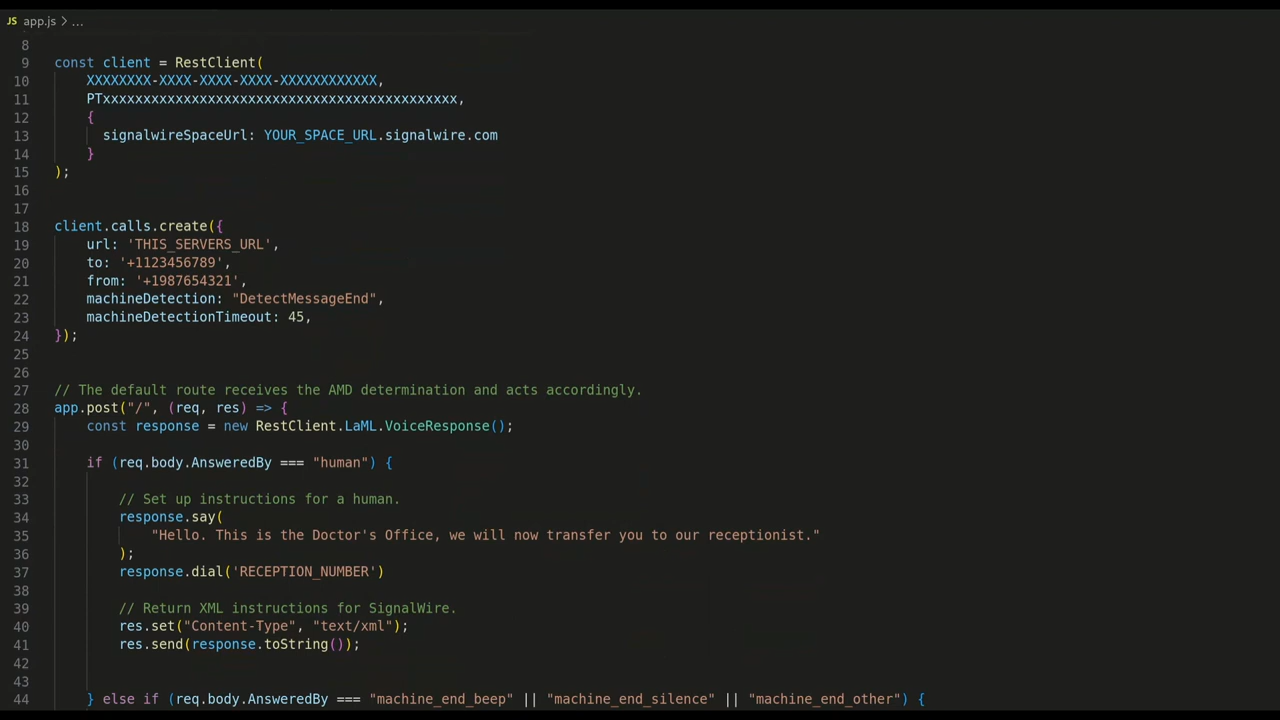 JS app.js > ...
8
9 const client = RestClient(
10 XXXXXXXX-XXXX-XXXX-XXXX-XXXXXXXXXXXX,
11 PTxxxxxxxxxxxxxxxxxxxxxxxxxxxxxxxxxxxxxxxxxxxx,
12 {
13 signalwireSpaceUrl: YOUR_SPACE_URL.signalwire.com
14 }
15 );
16
17
18 client.calls.create({
19 url: 'THIS_SERVERS_URL',
20 to: '+1123456789',
21 from: '+1987654321',
22 machineDetection: "DetectMessageEnd",
23 machineDetectionTimeout: 45,
24 });
25
26
27 // The default route receives the AMD determination and acts accordingly.
28 app.post("/", (req, res) => {
29 const response = new RestClient.LaML.VoiceResponse();
30
31 if (req.body.AnsweredBy === "human") {
32
33 // Set up instructions for a human.
34 response.say(
35 "Hello. This is the Doctor's Office, we will now transfer you to our receptionist."
36 );
37 response.dial('RECEPTION_NUMBER')
38
39 // Return XML instructions for SignalWire.
40 res.set("Content-Type", "text/xml");
41 res.send(response.toString());
42
43
44 } else if (req.body.AnsweredBy === "machine_end_beep" || "machine_end_silence" || "machine_end_other") {